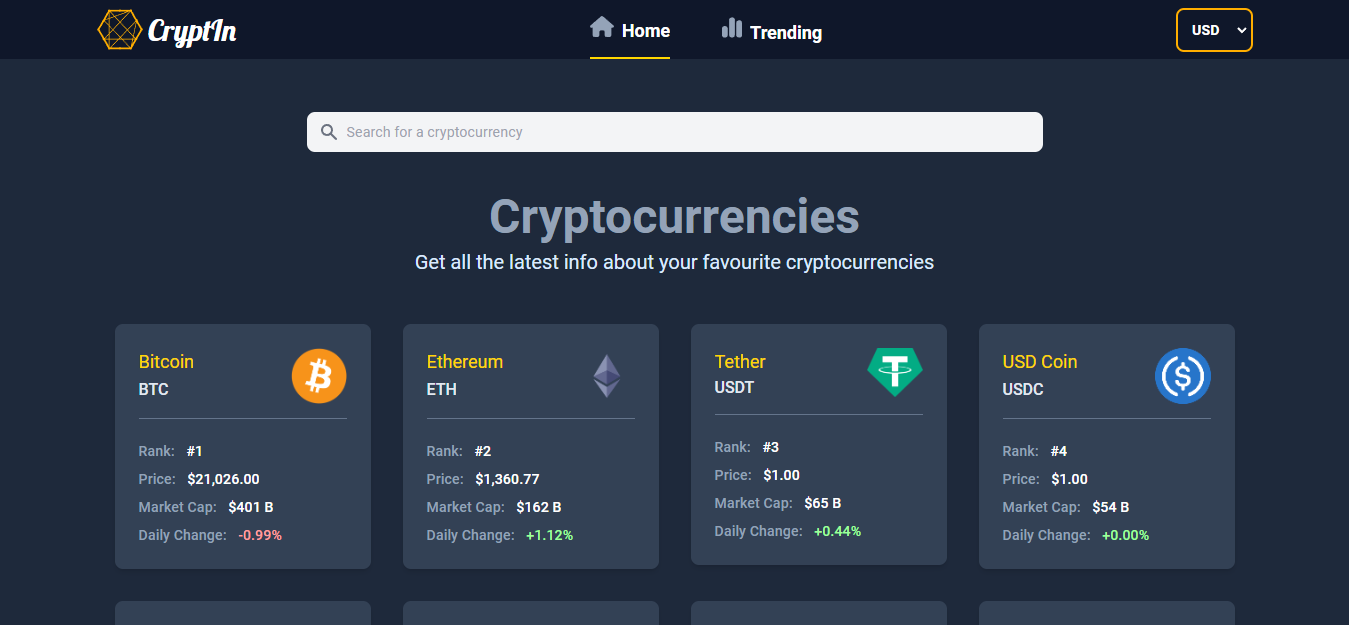 CryptIn
Home
Trending
USD
Search for a cryptocurrency
Cryptocurrencies
Get all the latest info about your favourite cryptocurrencies
Bitcoin
BTC
Rank: #1
Price: $21,026.00
Market Cap: $401 B
Daily Change: -0.99%
Ethereum
ETH
Rank: #2
Price: $1,360.77
Market Cap: $162 B
Daily Change: +1.12%
Tether
USDT
Rank: #3
Price: $1.00
Market Cap: $65 B
Daily Change: +0.44%
USD Coin
USDC
Rank: #4
Price: $1.00
Market Cap: $54 B
Daily Change: +0.00%